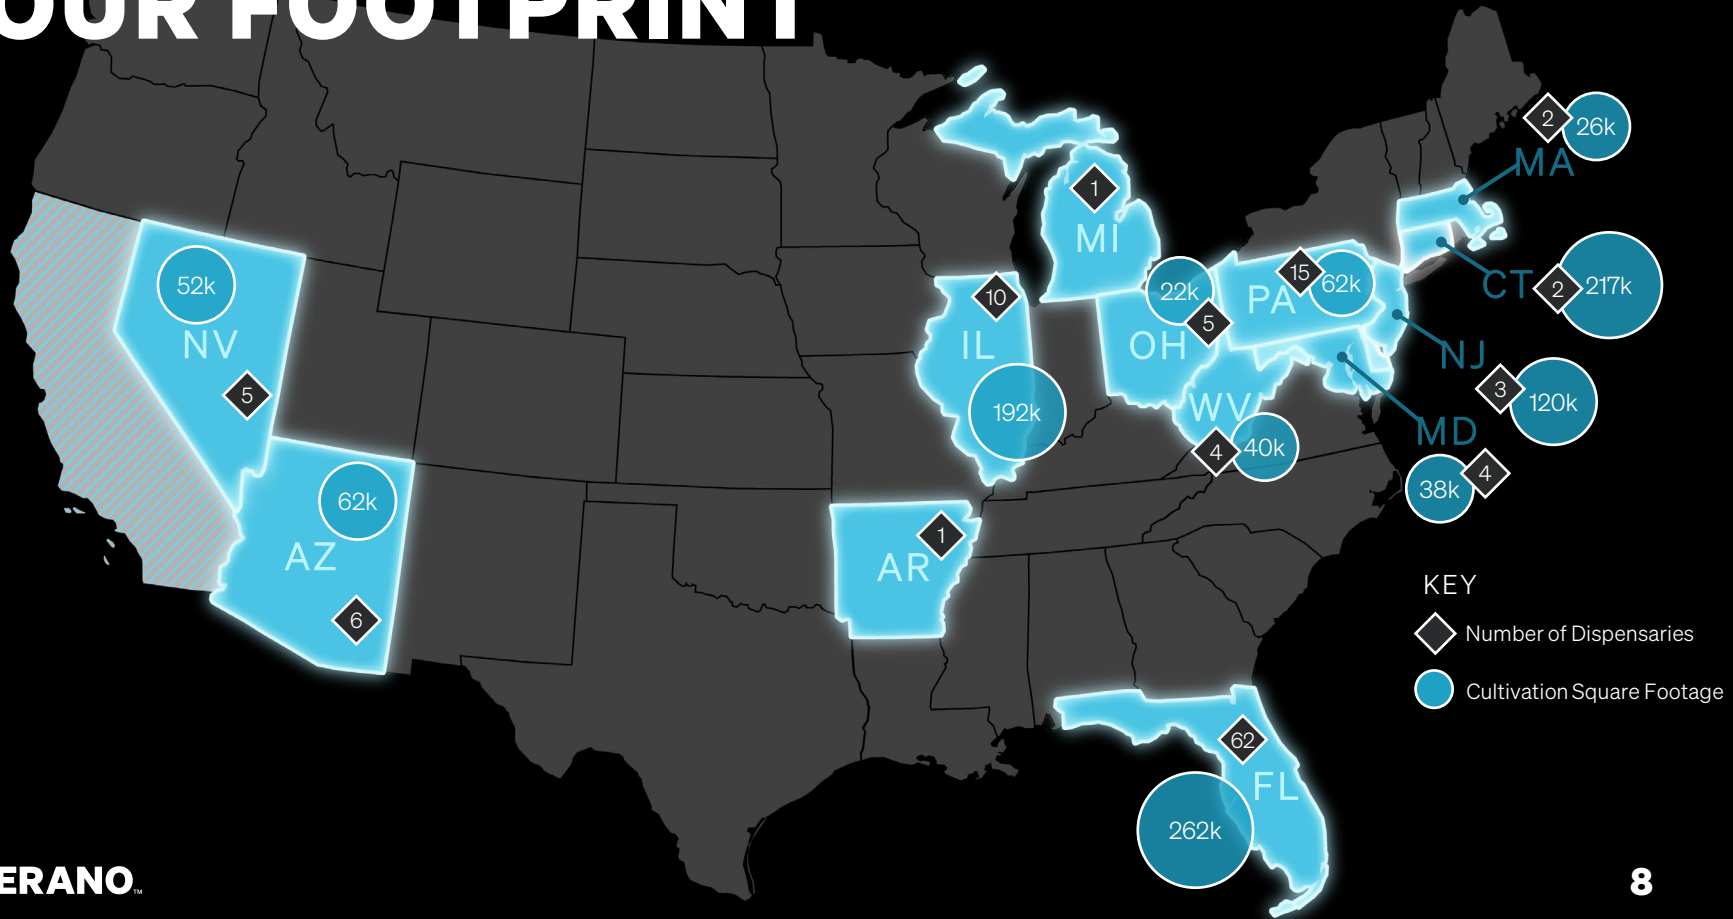 OUR FOOTPRINT
2 26k
MA
1
MI
52k
NV
5
10
IL
192k
22k
5
OH
15 62k
PA
CT 2 217k
NJ
3 120k
WV
4 40k
MD
38k 4
62k
AZ
6
1
AR
KEY
Number of Dispensaries
Cultivation Square Footage
62
FL
262k
ERANO™
8